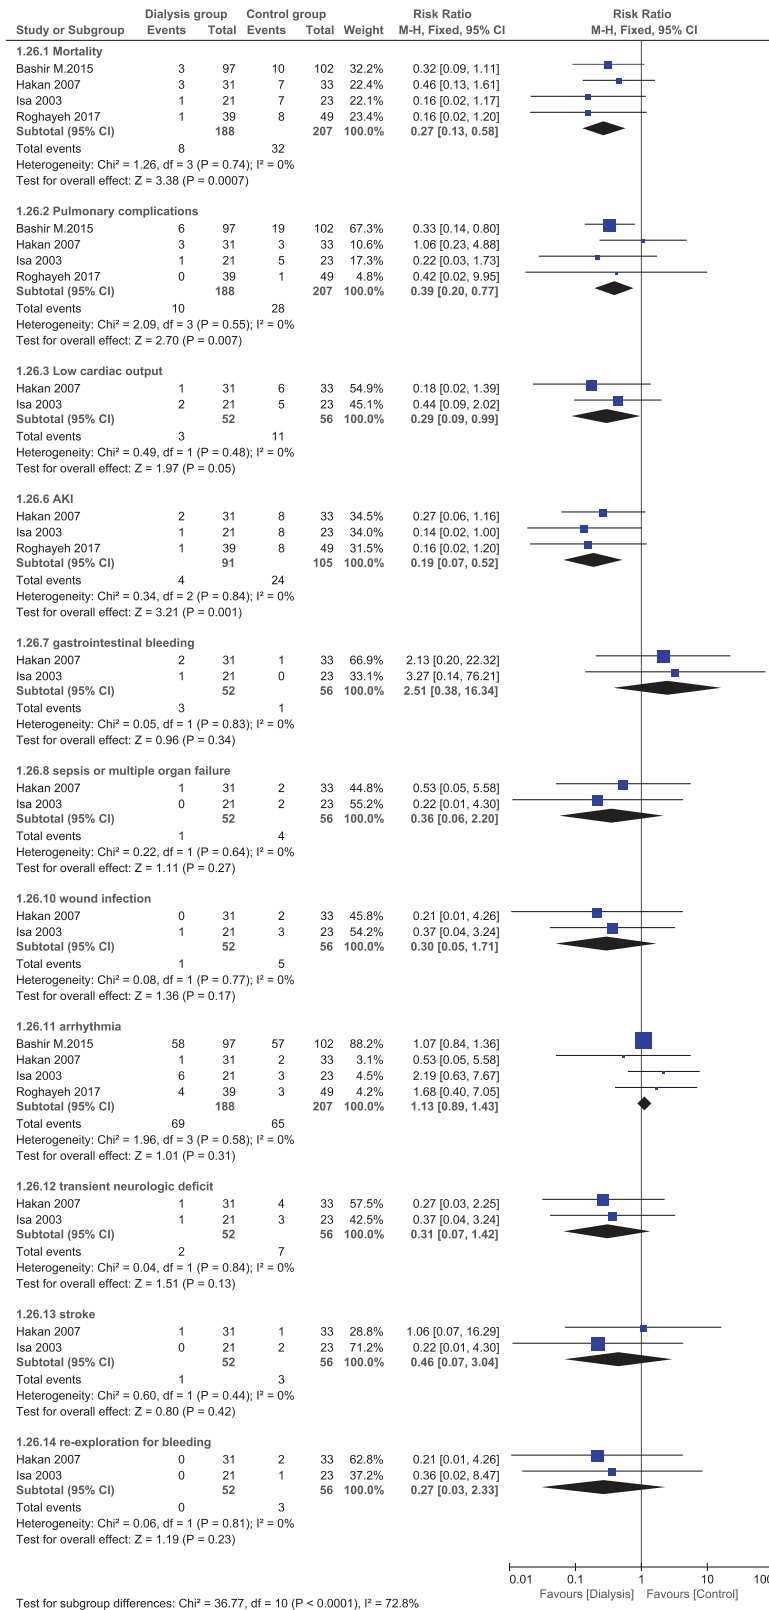 Dialysis group Control group Risk Ratio Risk Ratio
Study or Subgroup Events Total Events Total Weight M-H, Fixed, 95% CI M-H, Fixed, 95% CI
1.26.1 Mortality
Bashir M.2015 3 97 10 102 32.2% 0.32 [0.09, 1.11]
Hakan 2007 3 31 7 33 22.4% 0.46 [0.13, 1.61]
Isa 2003 1 21 7 23 22.1% 0.16 [0.02, 1.17]
Roghayeh 2017 1 39 8 49 23.4% 0.16 [0.02, 1.20]
Subtotal (95% CI) 188 207 100.0% 0.27 [0.13, 0.58]
Total events 8 32
Heterogeneity: Chi² = 1.26, df = 3 (P = 0.74); I² = 0%
Test for overall effect: Z = 3.38 (P = 0.0007)
1.26.2 Pulmonary complications
Bashir M.2015 6 97 19 102 67.3% 0.33 [0.14, 0.80]
Hakan 2007 3 31 3 33 10.6% 1.06 [0.23, 4.88]
Isa 2003 1 21 5 23 17.3% 0.22 [0.03, 1.73]
Roghayeh 2017 0 39 1 49 4.8% 0.42 [0.02, 9.95]
Subtotal (95% CI) 188 207 100.0% 0.39 [0.20, 0.77]
Total events 10 28
Heterogeneity: Chi² = 2.09, df = 3 (P = 0.55); I² = 0%
Test for overall effect: Z = 2.70 (P = 0.007)
1.26.3 Low cardiac output
Hakan 2007 1 31 6 33 54.9% 0.18 [0.02, 1.39]
Isa 2003 2 21 5 23 45.1% 0.44 [0.09, 2.02]
Subtotal (95% CI) 52 56 100.0% 0.29 [0.09, 0.99]
Total events 3 11
Heterogeneity: Chi² = 0.49, df = 1 (P = 0.48); I² = 0%
Test for overall effect: Z = 1.97 (P = 0.05)
1.26.6 AKI
Hakan 2007 2 31 8 33 34.5% 0.27 [0.06, 1.16]
Isa 2003 1 21 8 23 34.0% 0.14 [0.02, 1.00]
Roghayeh 2017 1 39 8 49 31.5% 0.16 [0.02, 1.20]
Subtotal (95% CI) 91 105 100.0% 0.19 [0.07, 0.52]
Total events 4 24
Heterogeneity: Chi² = 0.34, df = 2 (P = 0.84); I² = 0%
Test for overall effect: Z = 3.21 (P = 0.001)
1.26.7 gastrointestinal bleeding
Hakan 2007 2 31 1 33 66.9% 2.13 [0.20, 22.32]
Isa 2003 1 21 0 23 33.1% 3.27 [0.14, 76.21]
Subtotal (95% CI) 52 56 100.0% 2.51 [0.38, 16.34]
Total events 3 1
Heterogeneity: Chi² = 0.05, df = 1 (P = 0.83); I² = 0%
Test for overall effect: Z = 0.96 (P = 0.34)
1.26.8 sepsis or multiple organ failure
Hakan 2007 1 31 2 33 44.8% 0.53 [0.05, 5.58]
Isa 2003 0 21 2 23 55.2% 0.22 [0.01, 4.30]
Subtotal (95% CI) 52 56 100.0% 0.36 [0.06, 2.20]
Total events 1 4
Heterogeneity: Chi² = 0.22, df = 1 (P = 0.64); I² = 0%
Test for overall effect: Z = 1.11 (P = 0.27)
1.26.10 wound infection
Hakan 2007 0 31 2 33 45.8% 0.21 [0.01, 4.26]
Isa 2003 1 21 3 23 54.2% 0.37 [0.04, 3.24]
Subtotal (95% CI) 52 56 100.0% 0.30 [0.05, 1.71]
Total events 1 5
Heterogeneity: Chi² = 0.08, df = 1 (P = 0.77); I² = 0%
Test for overall effect: Z = 1.36 (P = 0.17)
1.26.11 arrhythmia
Bashir M.2015 58 97 57 102 88.2% 1.07 [0.84, 1.36]
Hakan 2007 1 31 2 33 3.1% 0.53 [0.05, 5.58]
Isa 2003 6 21 3 23 4.5% 2.19 [0.63, 7.67]
Roghayeh 2017 4 39 3 49 4.2% 1.68 [0.40, 7.05]
Subtotal (95% CI) 188 207 100.0% 1.13 [0.89, 1.43]
Total events 69 65
Heterogeneity: Chi² = 1.96, df = 3 (P = 0.58); I² = 0%
Test for overall effect: Z = 1.01 (P = 0.31)
1.26.12 transient neurologic deficit
Hakan 2007 1 31 4 33 57.5% 0.27 [0.03, 2.25]
Isa 2003 1 21 3 23 42.5% 0.37 [0.04, 3.24]
Subtotal (95% CI) 52 56 100.0% 0.31 [0.07, 1.42]
Total events 2 7
Heterogeneity: Chi² = 0.04, df = 1 (P = 0.84); I² = 0%
Test for overall effect: Z = 1.51 (P = 0.13)
1.26.13 stroke
Hakan 2007 1 31 1 33 28.8% 1.06 [0.07, 16.29]
Isa 2003 0 21 2 23 71.2% 0.22 [0.01, 4.30]
Subtotal (95% CI) 52 56 100.0% 0.46 [0.07, 3.04]
Total events 1 3
Heterogeneity: Chi² = 0.60, df = 1 (P = 0.44); I² = 0%
Test for overall effect: Z = 0.80 (P = 0.42)
1.26.14 re-exploration for bleeding
Hakan 2007 0 31 2 33 62.8% 0.21 [0.01, 4.26]
Isa 2003 0 21 1 23 37.2% 0.36 [0.02, 8.47]
Subtotal (95% CI) 52 56 100.0% 0.27 [0.03, 2.33]
Total events 0 3
Heterogeneity: Chi² = 0.06, df = 1 (P = 0.81); I² = 0%
Test for overall effect: Z = 1.19 (P = 0.23)
0.01 0.1 1 10 100
Favours [Dialysis] Favours [Control]
Test for subgroup differences: Chi² = 36.77, df = 10 (P < 0.0001), I² = 72.8%